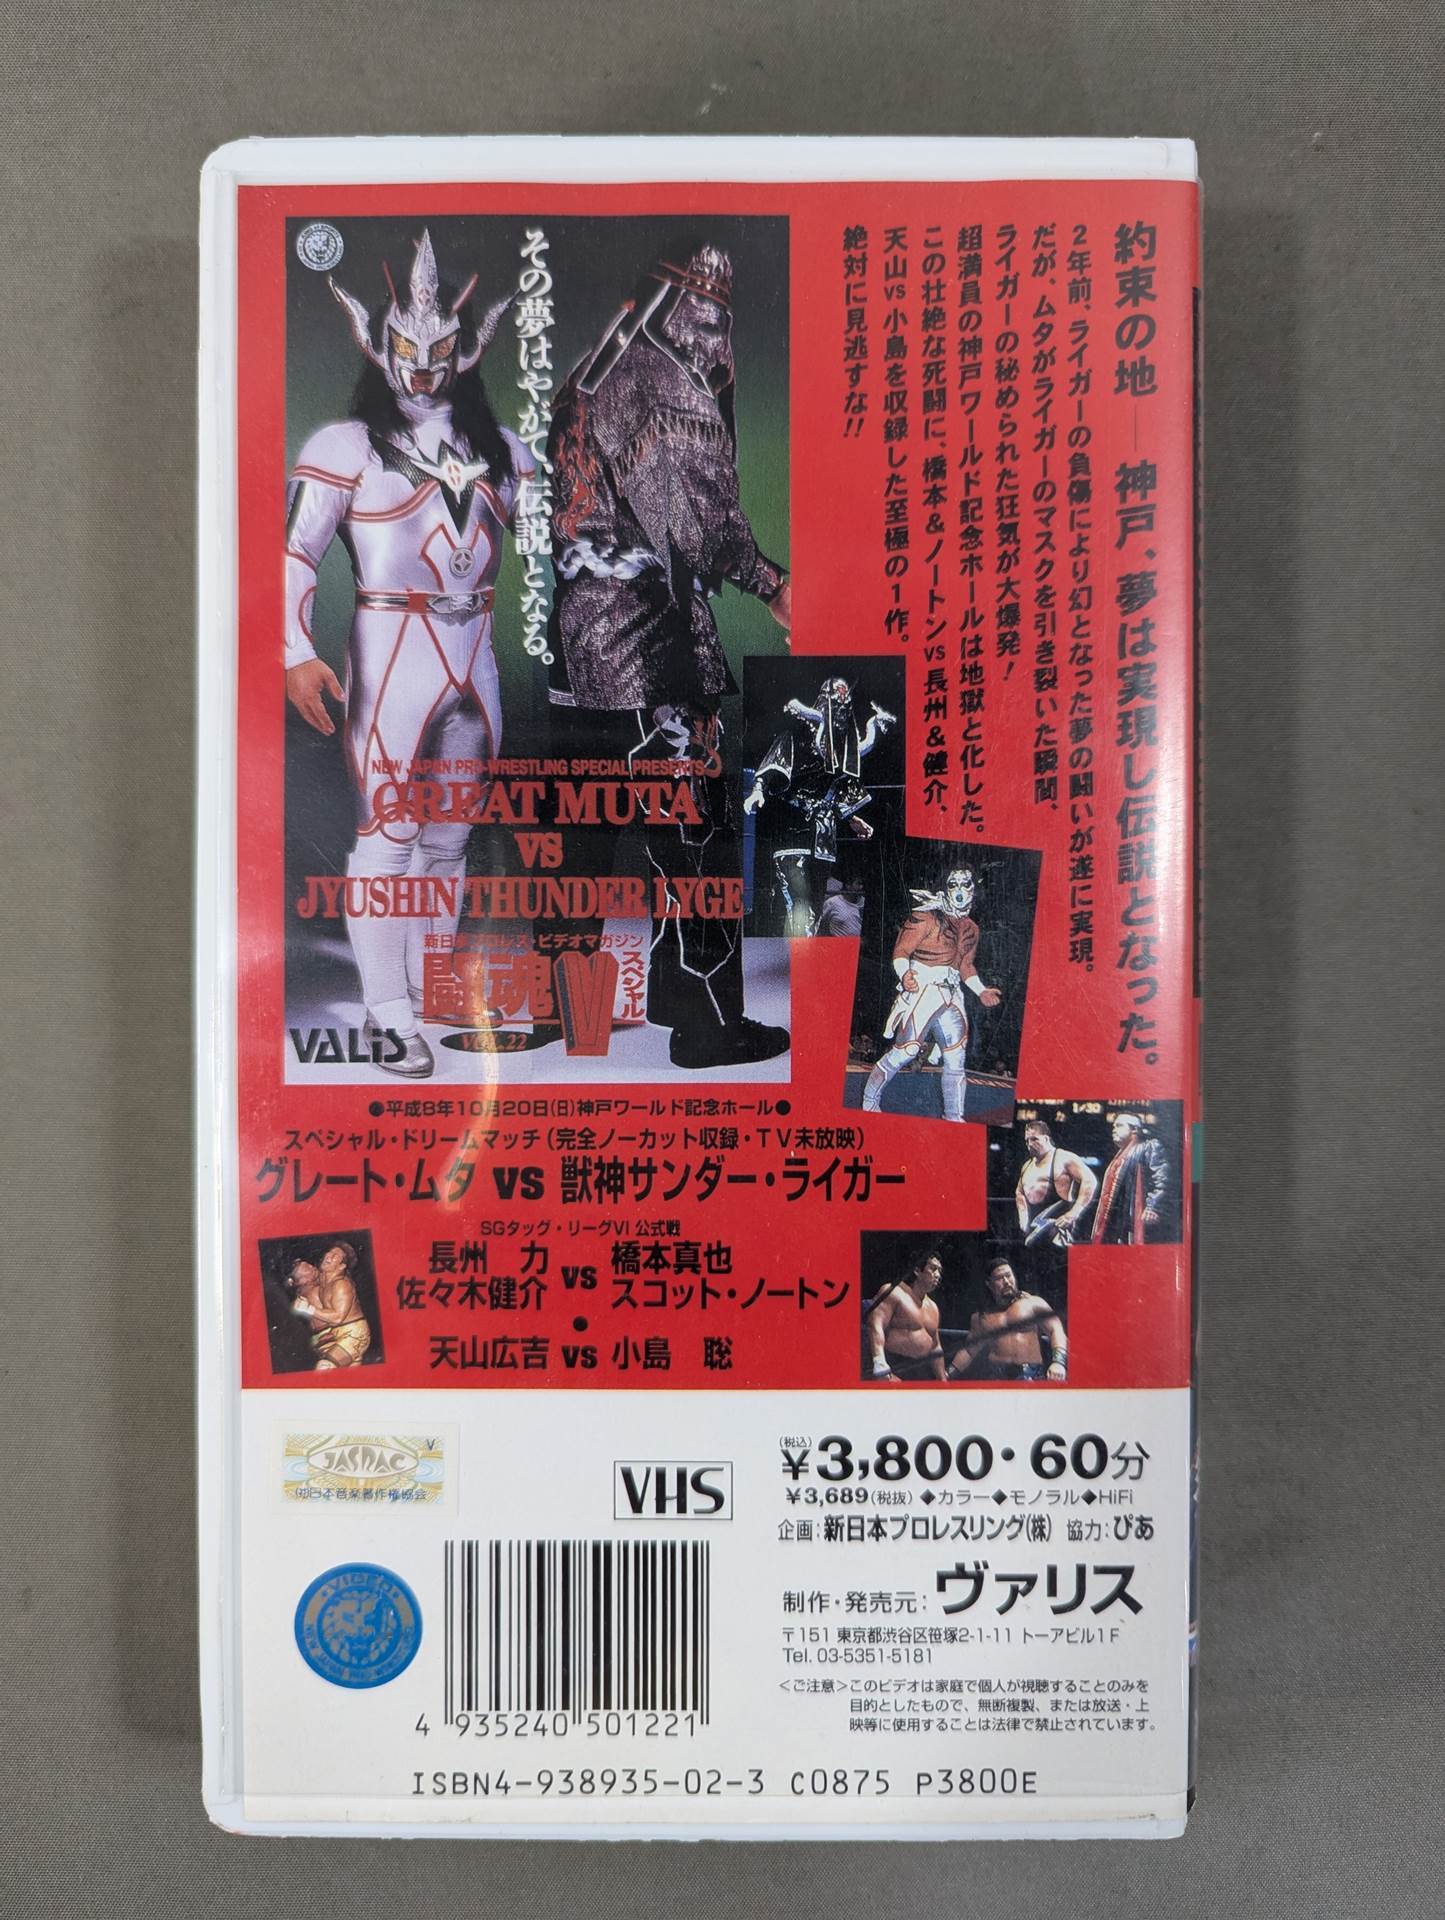 約束の地――神戸、夢は実現し伝説となった。
2年前、ライガーの負傷により幻となった夢の闘いが遂に実現。
だが、ムタがライガーのマスクを引き裂いた瞬間、
ライガーの秘められた狂気が大爆発!
超満員の神戸ワールド記念ホールは地獄と化した。
この壮絶な死闘に、橋本&ノートンvs長州&健介、
天山vs小島を収録した至極の1作。
絶対に見逃すな!!
その夢はやがて、伝説となる。
NEW JAPAN PRO-WRESTLING SPECIAL PRESENTS
GREAT MUTA
VS
JYUSHIN THUNDER LYGE
新日本プロレス・ビデオマガジン
闘魂V スペシャル
VOL.22
VALiS
●平成8年10月20日(日)神戸ワールド記念ホール●
スペシャル・ドリームマッチ(完全ノーカット収録・TV未放映)
グレート・ムタ vs 獣神サンダー・ライガー
SGタッグ・リーグVI 公式戦
長州 力 佐々木健介 vs 橋本真也 スコット・ノートン
●
天山広吉 vs 小島 聡
V
JASRAC
(社)日本音楽著作権協会
VHS
(税込)¥3,800・60分
¥3,689(税抜)◆カラー◆モノラル◆HiFi
企画:新日本プロレスリング(株) 協力:ぴあ
制作・発売元:ヴァリス
〒151 東京都渋谷区笹塚2-1-11 トーアビル1F
Tel. 03-5351-5181
<ご注意>このビデオは家庭で個人が視聴することのみを
目的としたもので、無断複製、または放送・上
映等に使用することは法律で禁止されています。
VIDEO
4 935240 501221
ISBN4-938935-02-3 C0875 P3800E